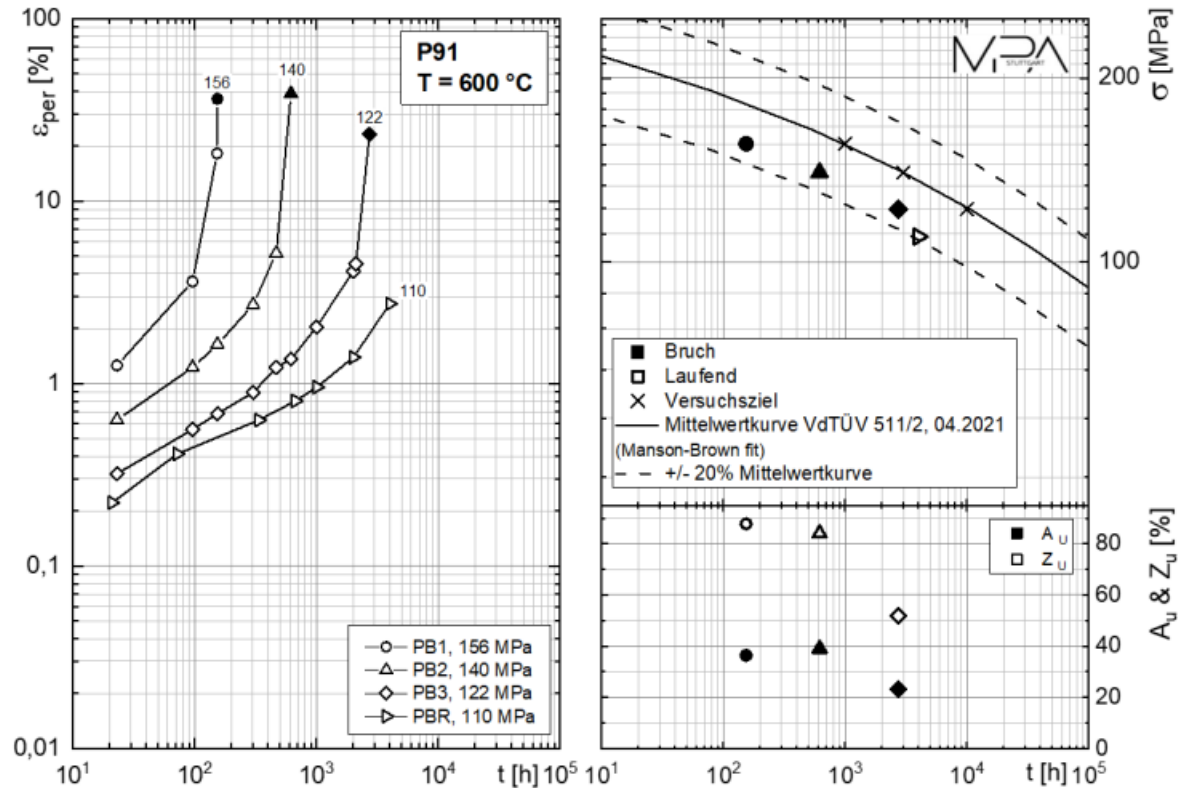 100
10
1
0,1
0,01
ε_per [%]
156
140
122
110
P91
T = 600 °C
PB1, 156 MPa
PB2, 140 MPa
PB3, 122 MPa
PBR, 110 MPa
10^1
10^2
10^3
10^4
t [h]
10^5
MPA
STUTTGART
200
100
σ [MPa]
Bruch
Laufend
Versuchsziel
Mittelwertkurve VdTÜV 511/2, 04.2021
(Manson-Brown fit)
+/- 20% Mittelwertkurve
A_U
Z_U
80
60
40
20
0
A_u & Z_u [%]
10^1
10^2
10^3
10^4
t [h]
10^5